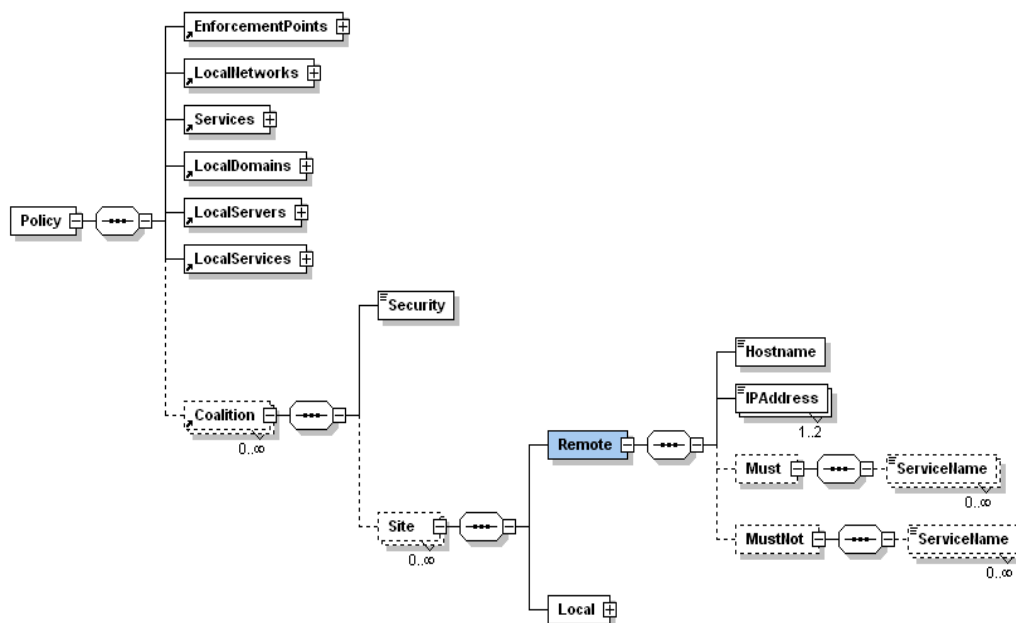 EnforcementPoints
LocalNetworks
Services
LocalDomains
Policy
LocalServers
LocalServices
Security
Hostname
IPAddress
1..2
Coalition
0..∞
Remote
Must
ServiceName
0..∞
Site
0..∞
MustNot
ServiceName
0..∞
Local